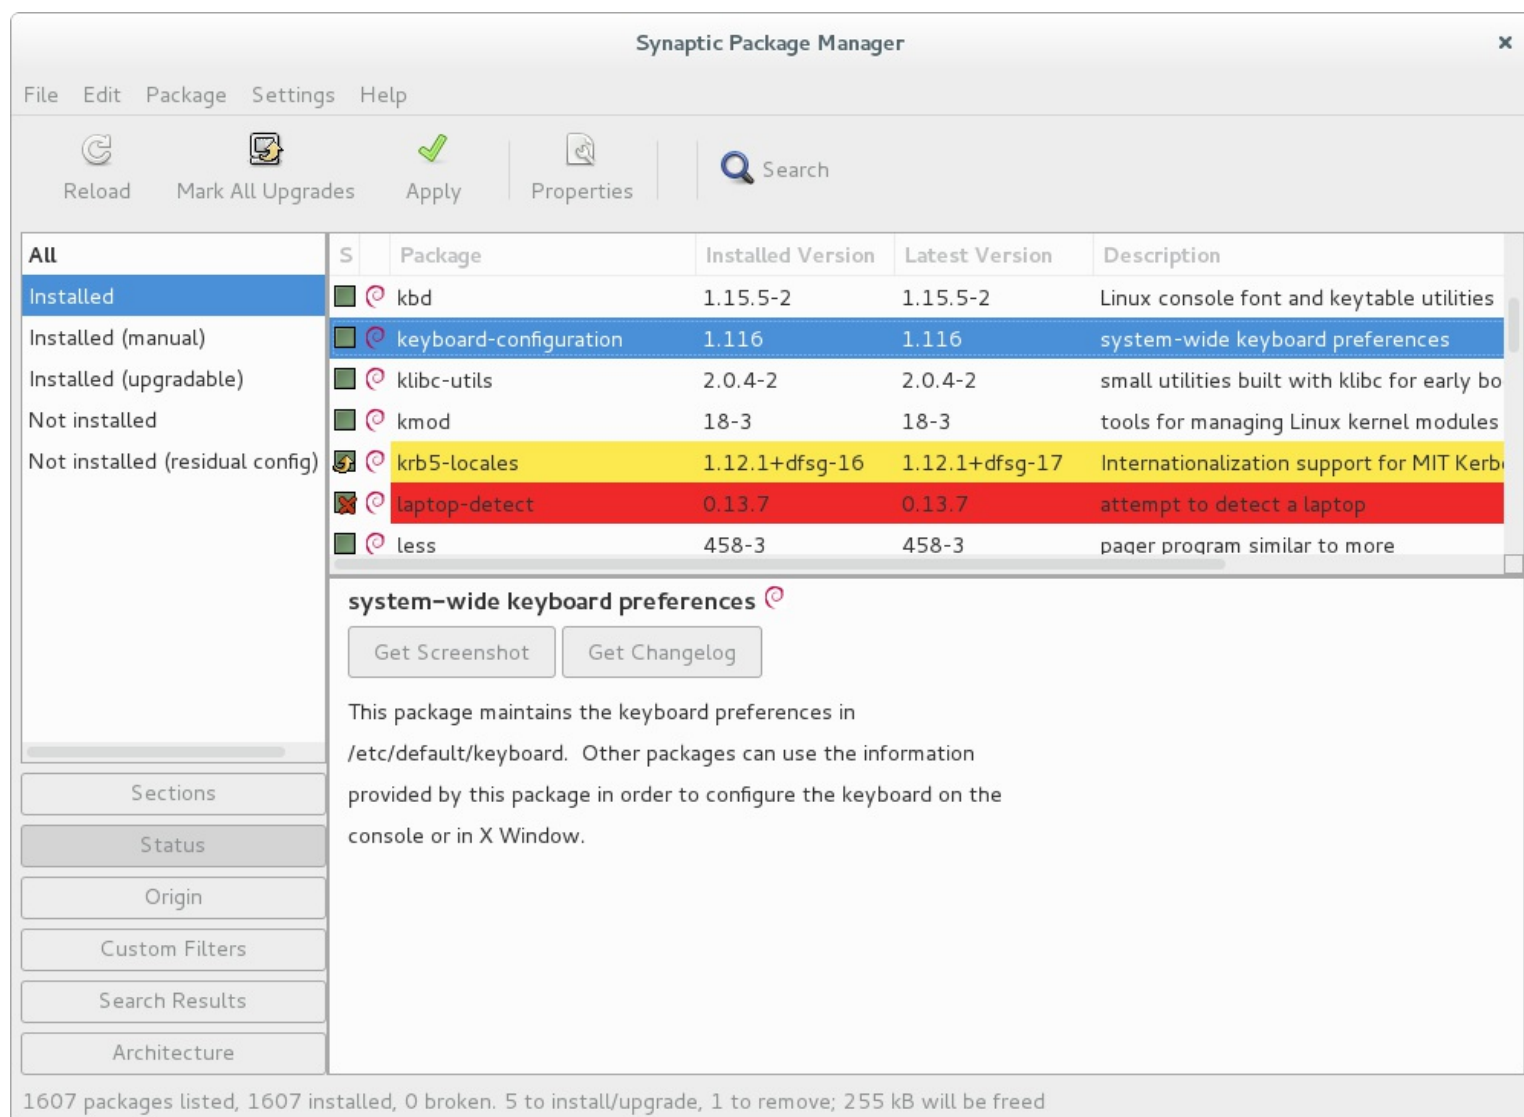 Synaptic Package Manager
File Edit Package Settings Help
Reload Mark All Upgrades Apply Properties Search
All
Installed
Installed (manual)
Installed (upgradable)
Not installed
Not installed (residual config)
Sections
Status
Origin
Custom Filters
Search Results
Architecture
S Package Installed Version Latest Version Description
kbd 1.15.5-2 1.15.5-2 Linux console font and keytable utilities
keyboard-configuration 1.116 1.116 system-wide keyboard preferences
klibc-utils 2.0.4-2 2.0.4-2 small utilities built with klibc for early bo
kmod 18-3 18-3 tools for managing Linux kernel modules
krb5-locales 1.12.1+dfsg-16 1.12.1+dfsg-17 Internationalization support for MIT Kerb
laptop-detect 0.13.7 0.13.7 attempt to detect a laptop
less 458-3 458-3 pager program similar to more
system-wide keyboard preferences
Get Screenshot Get Changelog
This package maintains the keyboard preferences in
/etc/default/keyboard. Other packages can use the information
provided by this package in order to configure the keyboard on the
console or in X Window.
1607 packages listed, 1607 installed, 0 broken. 5 to install/upgrade, 1 to remove; 255 kB will be freed